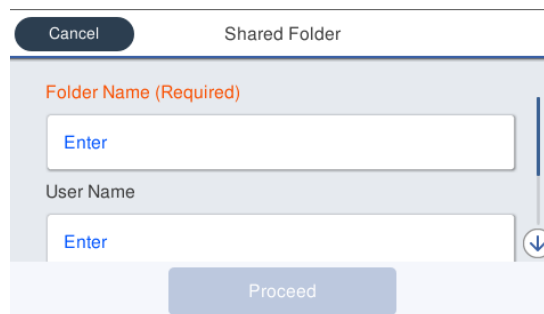 Cancel
Shared Folder
Folder Name (Required)
Enter
User Name
Enter
Proceed